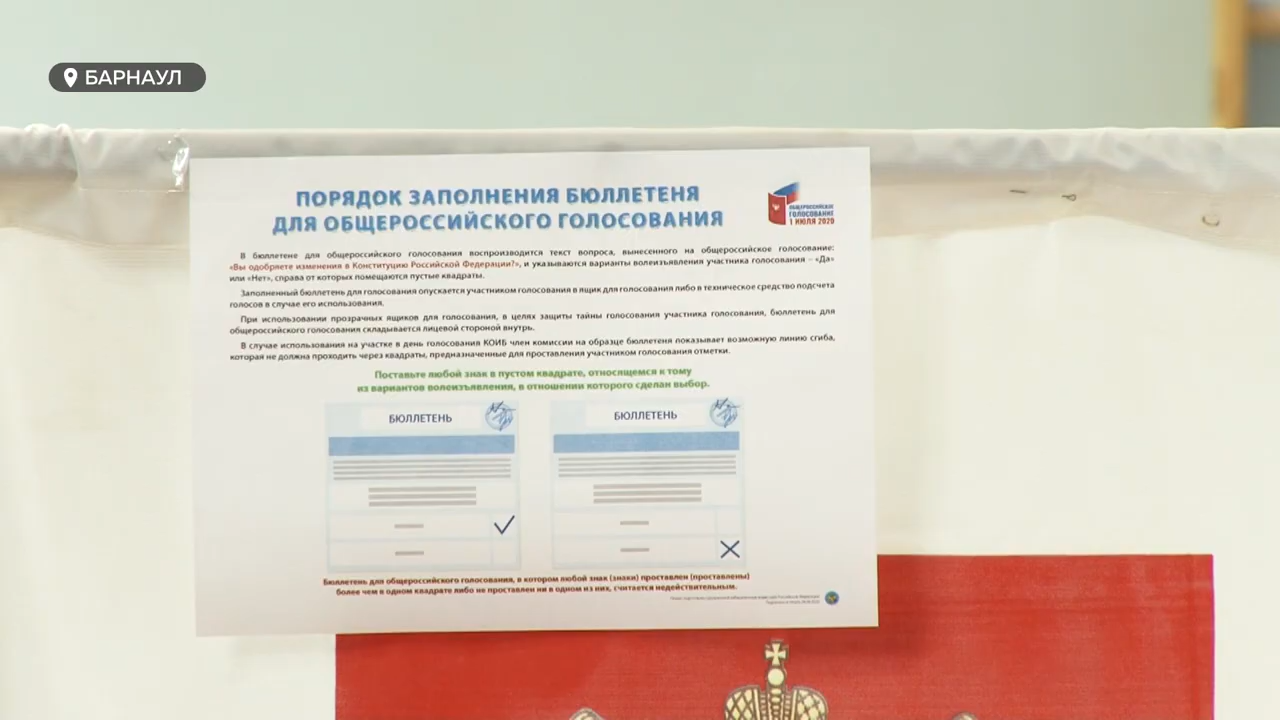 БАРНАУЛ
ПОРЯДОК ЗАПОЛНЕНИЯ БЮЛЛЕТЕНЯ
ДЛЯ ОБЩЕРОССИЙСКОГО ГОЛОСОВАНИЯ
ОБЩЕРОССИЙСКОЕ
ГОЛОСОВАНИЕ
1 ИЮЛЯ 2020
В бюллетене для общероссийского голосования воспроизводится текст вопроса, вынесенного на общероссийское голосование:
«Вы одобряете изменения в Конституцию Российской Федерации?», и указываются варианты волеизъявления участника голосования – «Да»
или «Нет», справа от которых помещаются пустые квадраты.
Заполненный бюллетень для голосования опускается участником голосования в ящик для голосования либо в техническое средство подсчета
голосов в случае его использования.
При использовании прозрачных ящиков для голосования, в целях защиты тайны голосования участника голосования, бюллетень для
общероссийского голосования складывается лицевой стороной внутрь.
В случае использования на участке в день голосования КОИБ член комиссии на образце бюллетеня показывает возможную линию сгиба,
которая не должна проходить через квадраты, предназначенные для проставления участником голосования отметки.
Поставьте любой знак в пустом квадрате, относящемся к тому
из вариантов волеизъявления, в отношении которого сделан выбор.
БЮЛЛЕТЕНЬ
БЮЛЛЕТЕНЬ
Бюллетень для общероссийского голосования, в котором любой знак (знаки) проставлен (проставлены)
более чем в одном квадрате либо не проставлен ни в одном из них, считается недействительным.